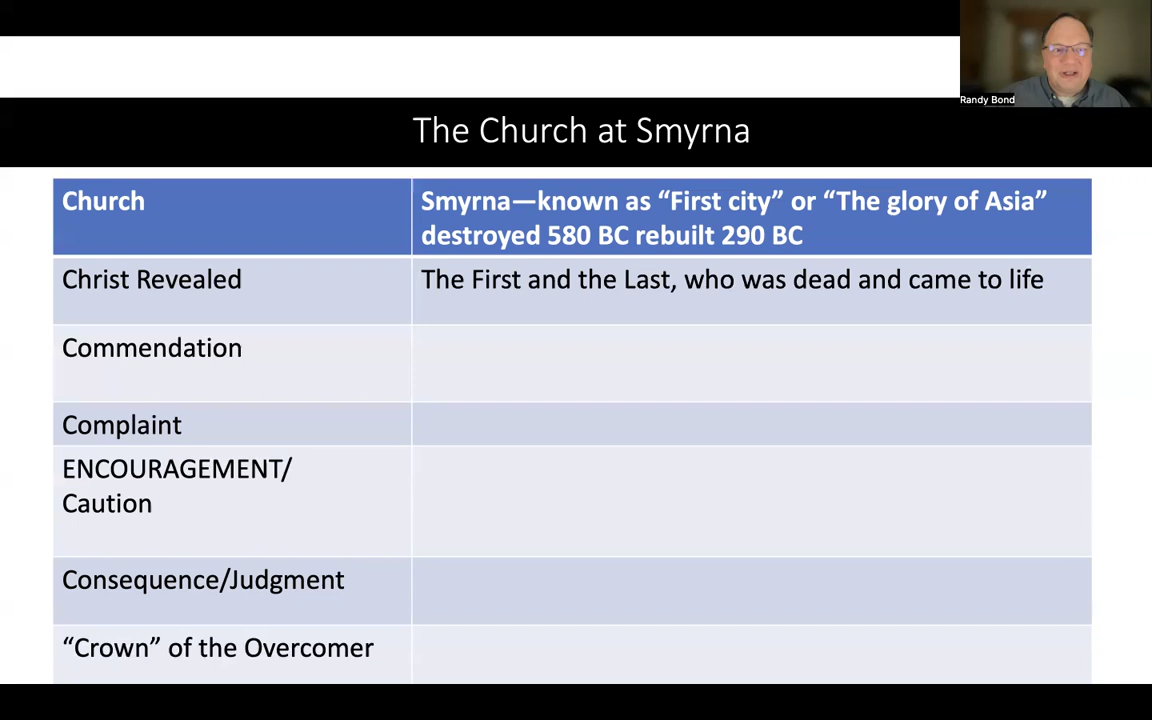 Randy Bond
The Church at Smyrna
Church
Smyrna—known as “First city” or “The glory of Asia”
destroyed 580 BC rebuilt 290 BC
Christ Revealed
The First and the Last, who was dead and came to life
Commendation
Complaint
ENCOURAGEMENT/
Caution
Consequence/Judgment
“Crown” of the Overcomer